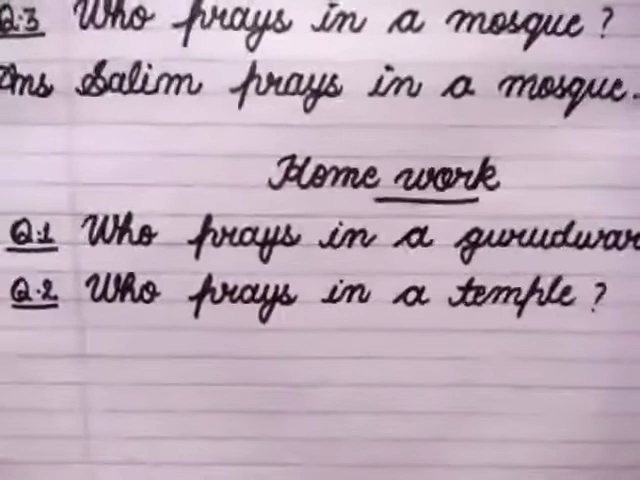 Q.3 Who prays in a mosque?
Ans Salim prays in a mosque.
Home work
Q.1 Who prays in a gurudwar
Q.2 Who prays in a temple?